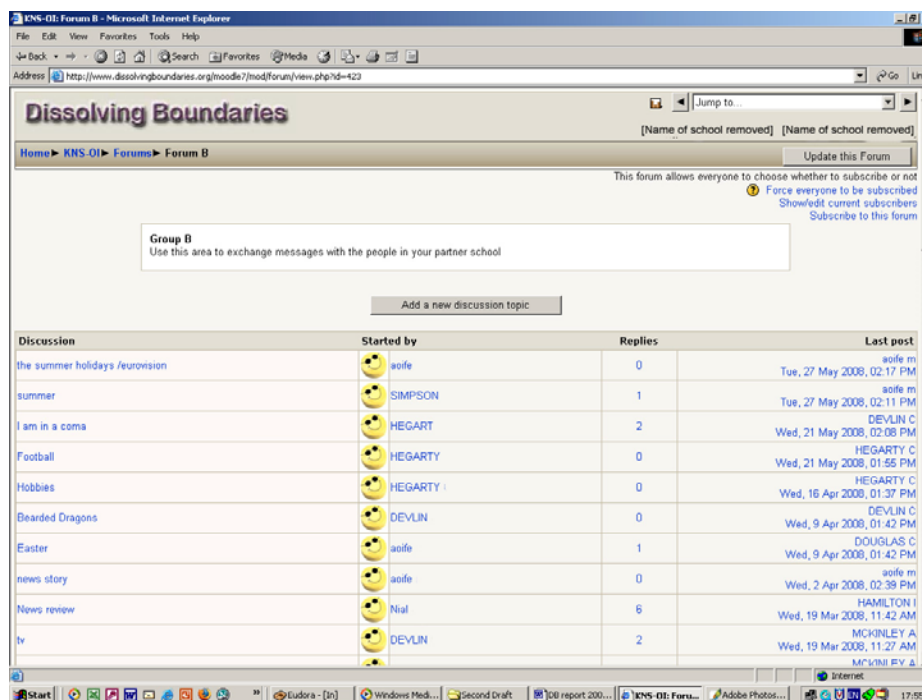 KNS-OI: Forum B - Microsoft Internet Explorer
File Edit View Favorites Tools Help
Back Search Favorites Media
Address http://www.dissolvingboundaries.org/moodle7/mod/forum/view.php?id=423 Go
Dissolving Boundaries
Jump to...
[Name of school removed] [Name of school removed]
Home► KNS-OI► Forums► Forum B
Update this Forum
This forum allows everyone to choose whether to subscribe or not
Force everyone to be subscribed
Show/edit current subscribers
Subscribe to this forum
Group B
Use this area to exchange messages with the people in your partner school
Add a new discussion topic
Discussion Started by Replies Last post
the summer holidays /eurovision aoife 0 aoife m
Tue, 27 May 2008, 02:17 PM
summer SIMPSON 1 aoife m
Tue, 27 May 2008, 02:11 PM
I am in a coma HEGART 2 DEVLIN C
Wed, 21 May 2008, 02:08 PM
Football HEGARTY 0 HEGARTY C
Wed, 21 May 2008, 01:55 PM
Hobbies HEGARTY 0 HEGARTY C
Wed, 16 Apr 2008, 01:37 PM
Bearded Dragons DEVLIN 0 DEVLIN C
Wed, 9 Apr 2008, 01:42 PM
Easter aoife 1 DOUGLAS C
Wed, 9 Apr 2008, 01:42 PM
news story aoife 0 aoife m
Wed, 2 Apr 2008, 02:39 PM
News review Nial 6 HAMILTON I
Wed, 19 Mar 2008, 11:42 AM
tv DEVLIN 2 MCKINLEY A
Wed, 19 Mar 2008, 11:27 AM
MCKINLEY A
Internet
Start Eudora - [In] Windows Medi... Second Draft DB report 200... KNS-OI: Foru... Adobe Photos... 17:55